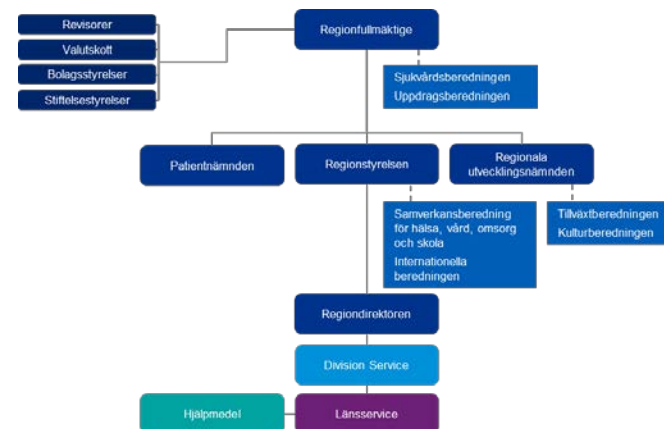 Revisorer
Valutskott
Bolagsstyrelser
Stiftelsestyrelser
Regionfullmäktige
Sjukvårdsberedningen
Uppdragsberedningen
Patientnämnden
Regionstyrelsen
Regionala
utvecklingsnämnden
Samverkansberedning
för hälsa, vård, omsorg
och skola
Internationella
beredningen
Tillväxtberedningen
Kulturberedningen
Regiondirektören
Division Service
Hjälpmedel
Länsservice